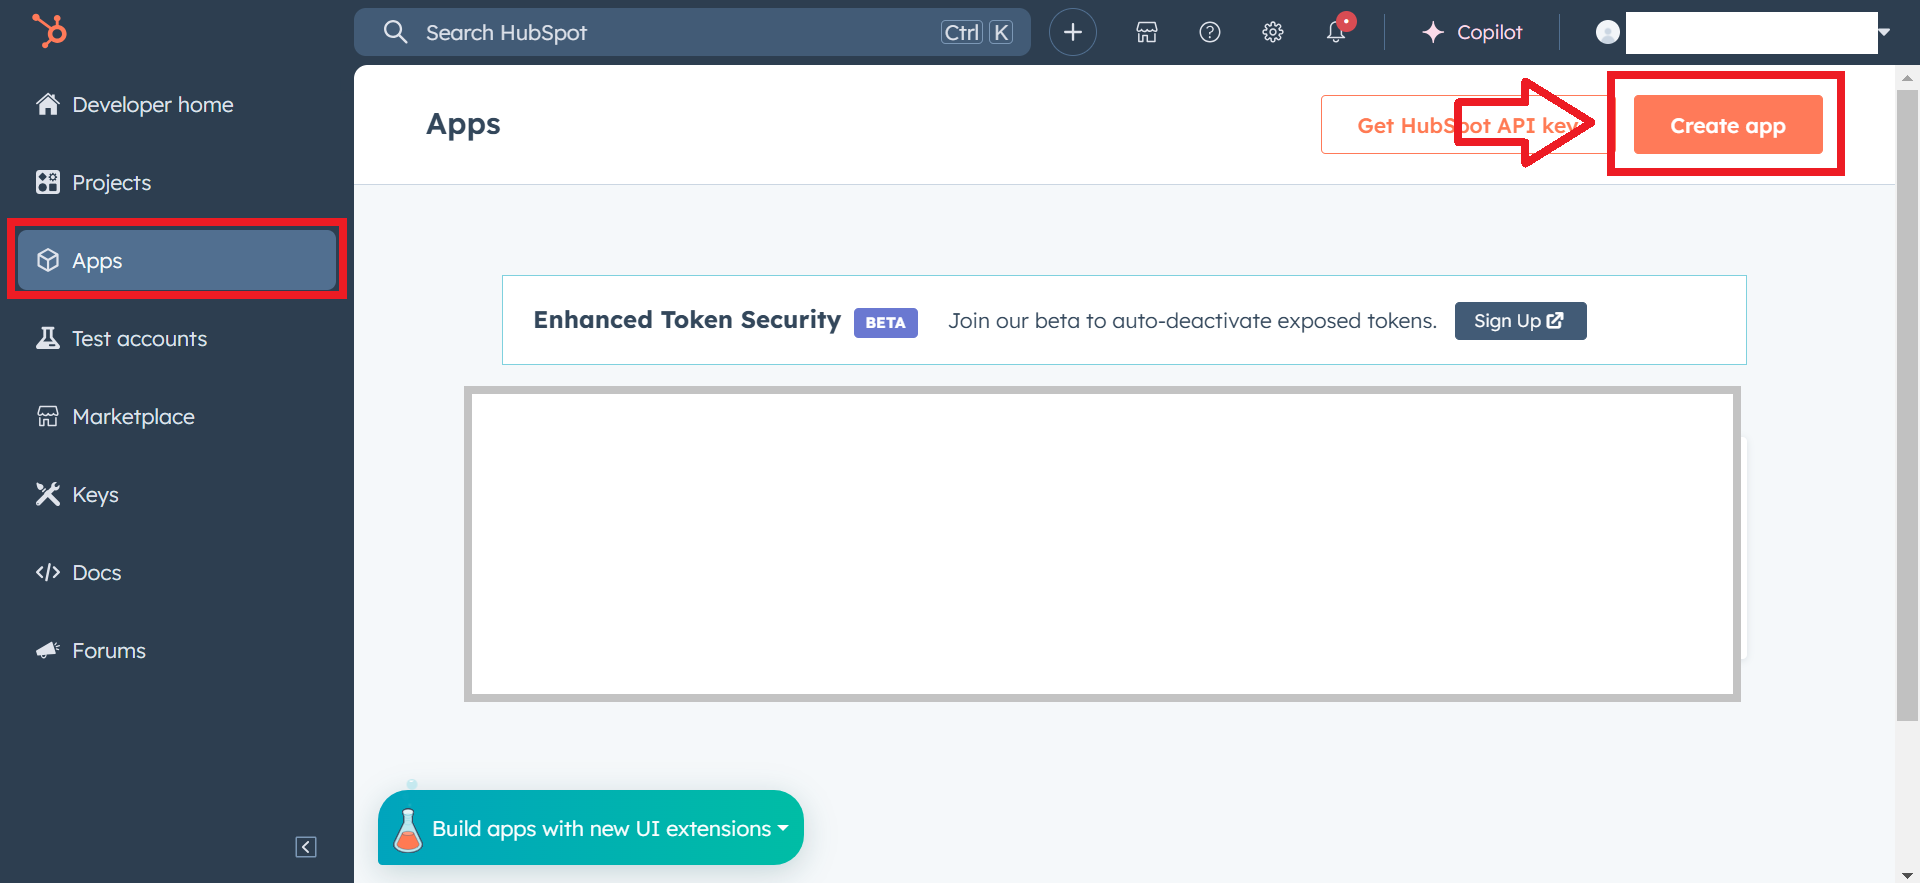 Search HubSpot Ctrl K
Copilot
Developer home
Projects
Apps
Test accounts
Marketplace
Keys
Docs
Forums
Apps
Get HubSpot API key
Create app
Enhanced Token Security BETA Join our beta to auto-deactivate exposed tokens. Sign Up
Build apps with new UI extensions